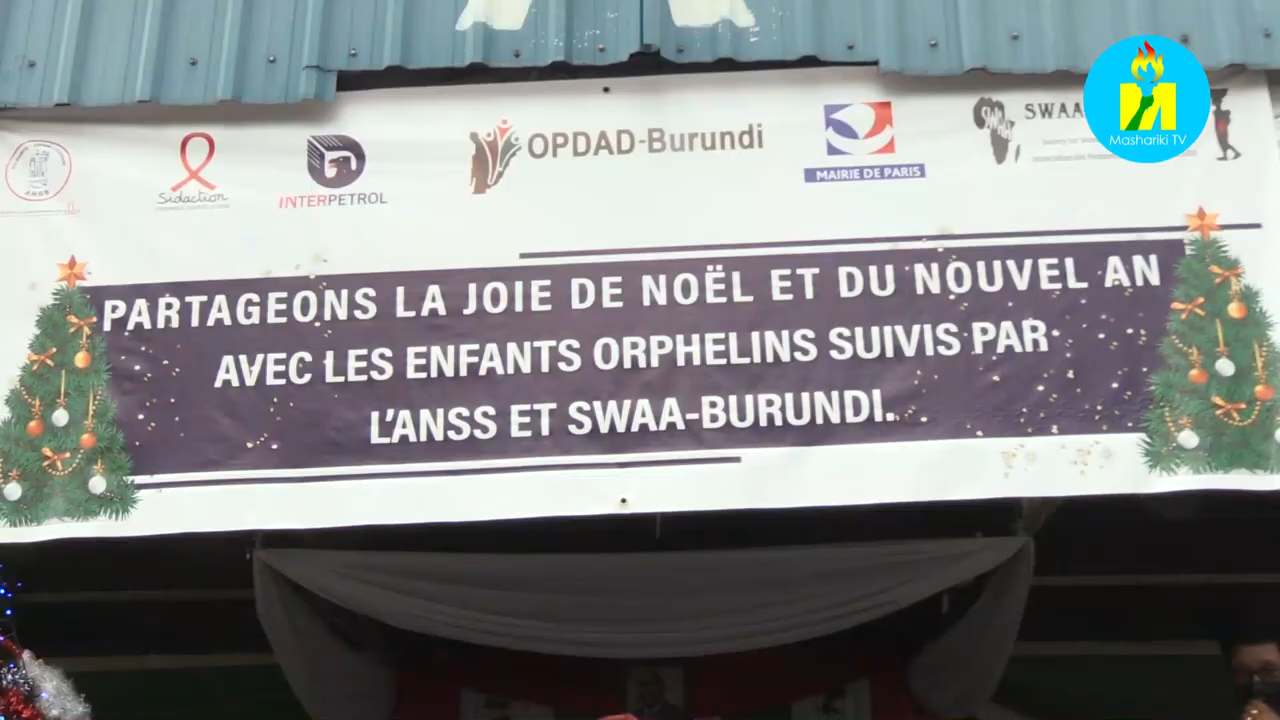 Mashariki TV
ANSS
Sidaction
INTERPETROL
OPDAD-Burundi
MAIRIE DE PARIS
SWAA
PARTAGEONS LA JOIE DE NOËL ET DU NOUVEL AN
AVEC LES ENFANTS ORPHELINS SUIVIS PAR
L'ANSS ET SWAA-BURUNDI.